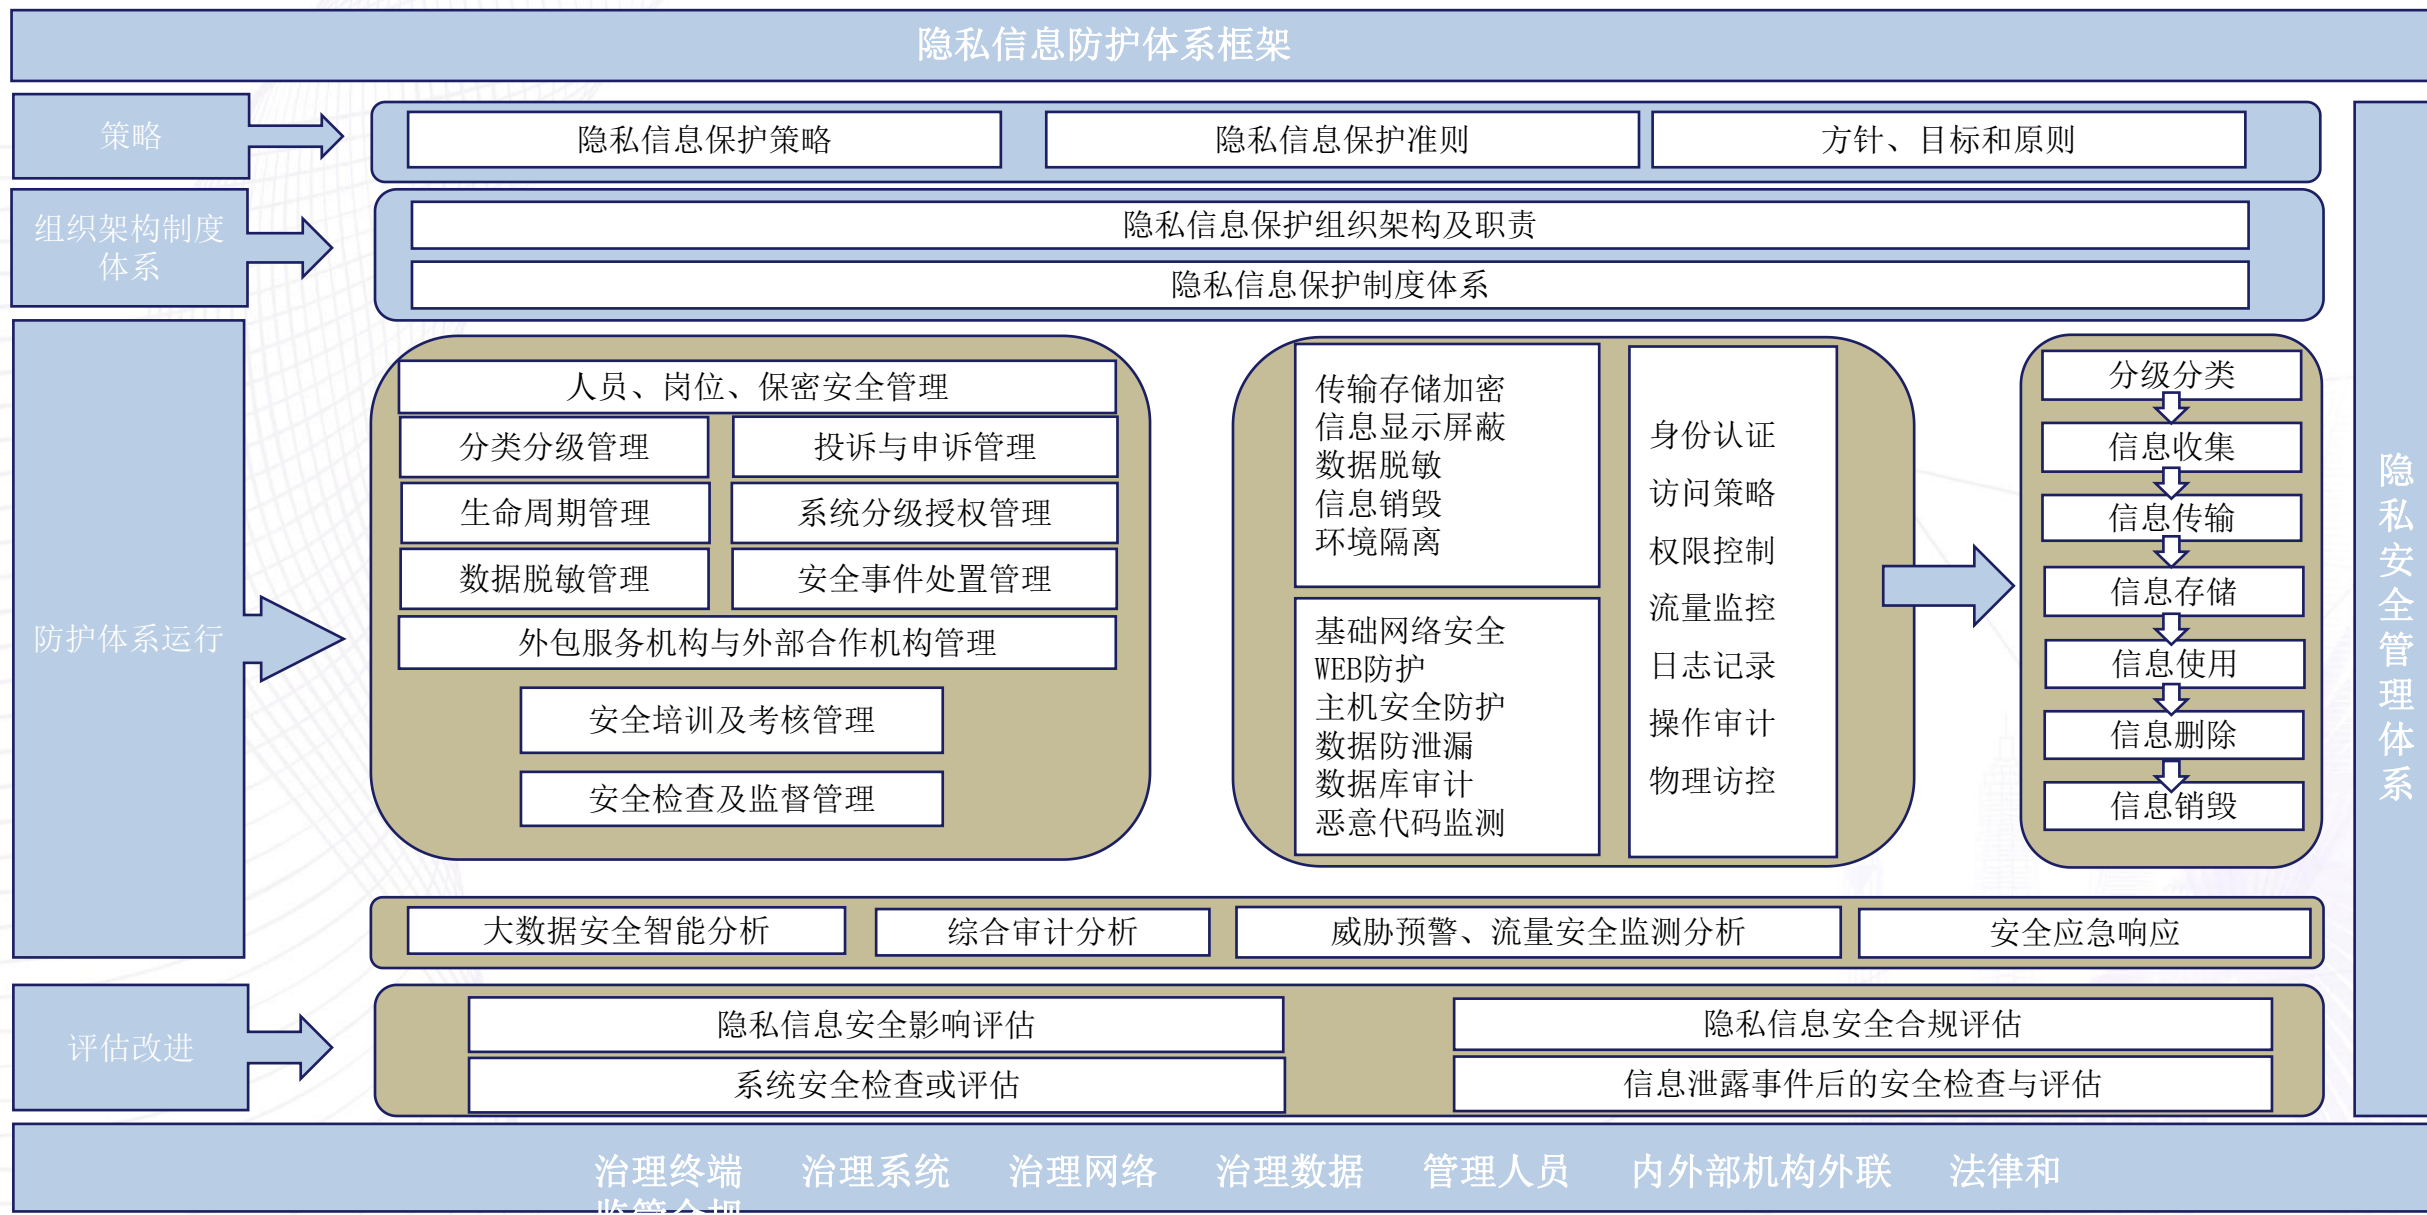 隐私信息防护体系框架
策略
隐私信息保护策略
隐私信息保护准则
方针、目标和原则
组织架构制度
体系
隐私信息保护组织架构及职责
隐私信息保护制度体系
防护体系运行
人员、岗位、保密安全管理
分类分级管理
投诉与申诉管理
生命周期管理
系统分级授权管理
数据脱敏管理
安全事件处置管理
外包服务机构与外部合作机构管理
安全培训及考核管理
安全检查及监督管理
传输存储加密
信息显示屏蔽
数据脱敏
信息销毁
环境隔离
基础网络安全
WEB防护
主机安全防护
数据防泄漏
数据库审计
恶意代码监测
身份认证
访问策略
权限控制
流量监控
日志记录
操作审计
物理访控
分级分类
信息收集
信息传输
信息存储
信息使用
信息删除
信息销毁
大数据安全智能分析
综合审计分析
威胁预警、流量安全监测分析
安全应急响应
评估改进
隐私信息安全影响评估
隐私信息安全合规评估
系统安全检查或评估
信息泄露事件后的安全检查与评估
隐私安全管理体系
治理终端 治理系统 治理网络 治理数据 管理人员 内外部机构外联 法律和
监管合规